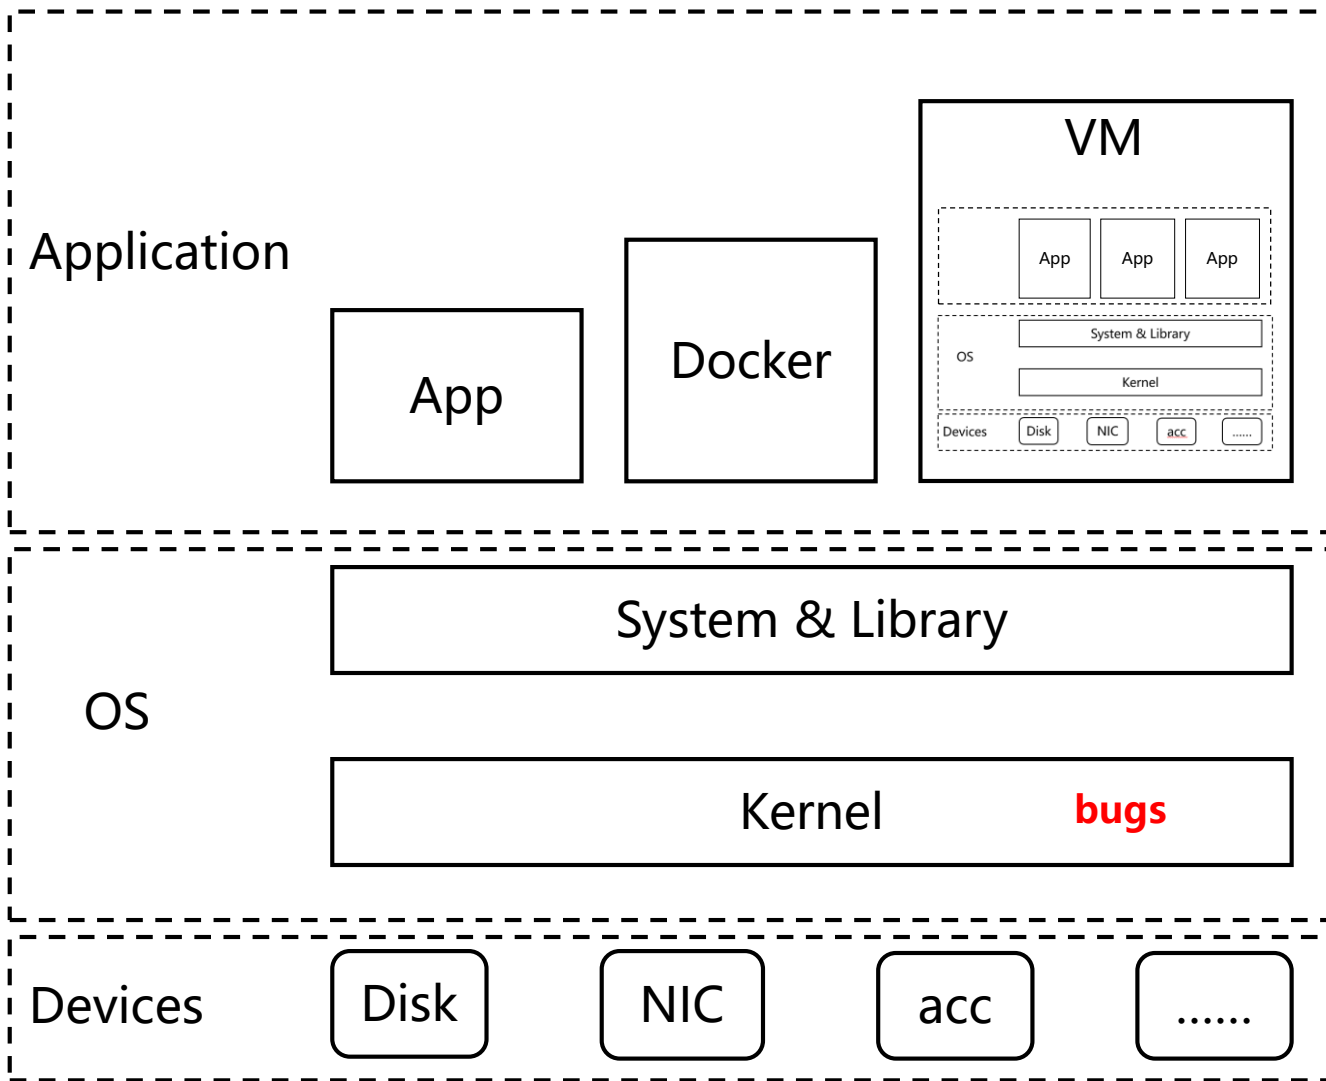 VM
Application
App App App
System & Library
OS
Kernel
Devices Disk NIC acc ......
Docker
App
System & Library
OS
Kernel bugs
Devices Disk NIC acc ......